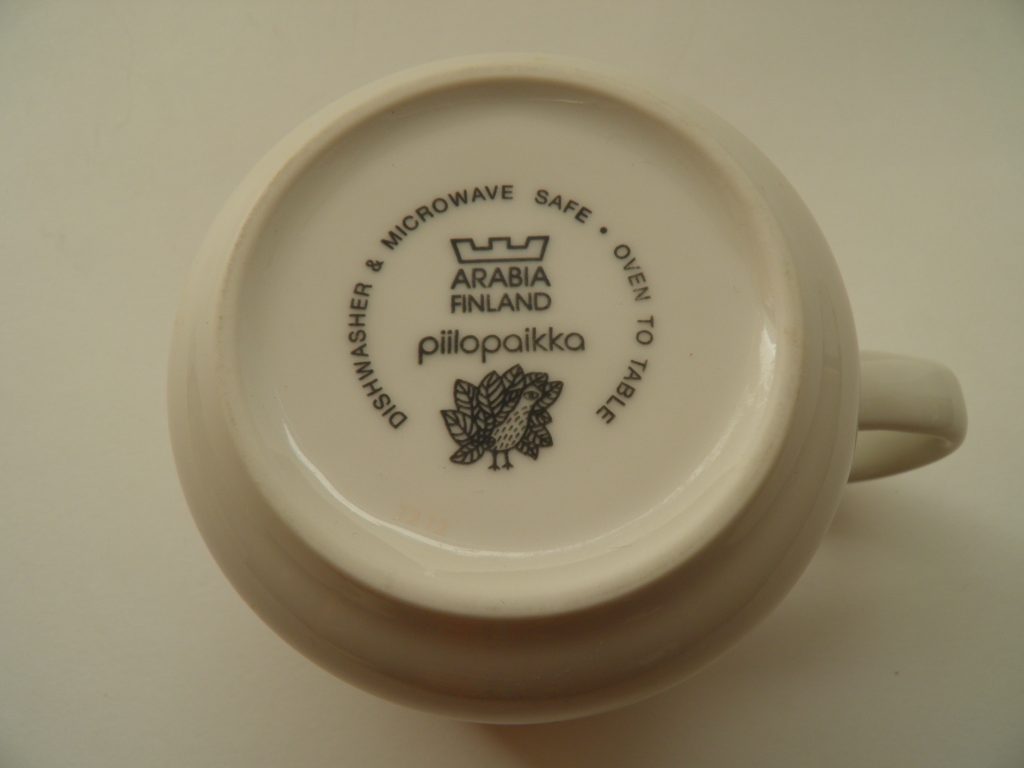 DISHWASHER & MICROWAVE SAFE • OVEN TO TABLE
ARABIA
FINLAND
piilopaikka